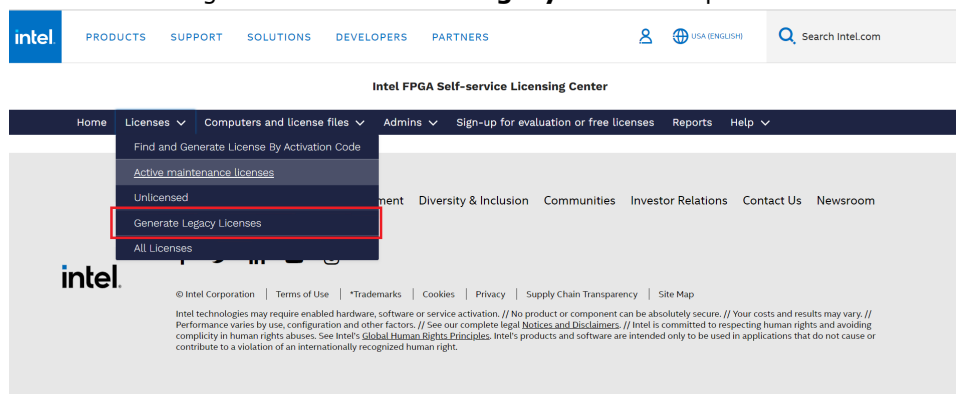 intel.
PRODUCTS SUPPORT SOLUTIONS DEVELOPERS PARTNERS USA (ENGLISH) Search Intel.com
Intel FPGA Self-service Licensing Center
Home Licenses Computers and license files Admins Sign-up for evaluation or free licenses Reports Help
Find and Generate License By Activation Code
Active maintenance licenses
Unlicensed
ment Diversity & Inclusion Communities Investor Relations Contact Us Newsroom
Generate Legacy Licenses
All Licenses
intel.
© Intel Corporation | Terms of Use | *Trademarks | Cookies | Privacy | Supply Chain Transparency | Site Map
Intel technologies may require enabled hardware, software or service activation. // No product or component can be absolutely secure. // Your costs and results may vary. //
Performance varies by use, configuration and other factors. // See our complete legal Notices and Disclaimers. // Intel is committed to respecting human rights and avoiding
complicity in human rights abuses. See Intel's Global Human Rights Principles. Intel's products and software are intended only to be used in applications that do not cause or
contribute to a violation of an internationally recognized human right.